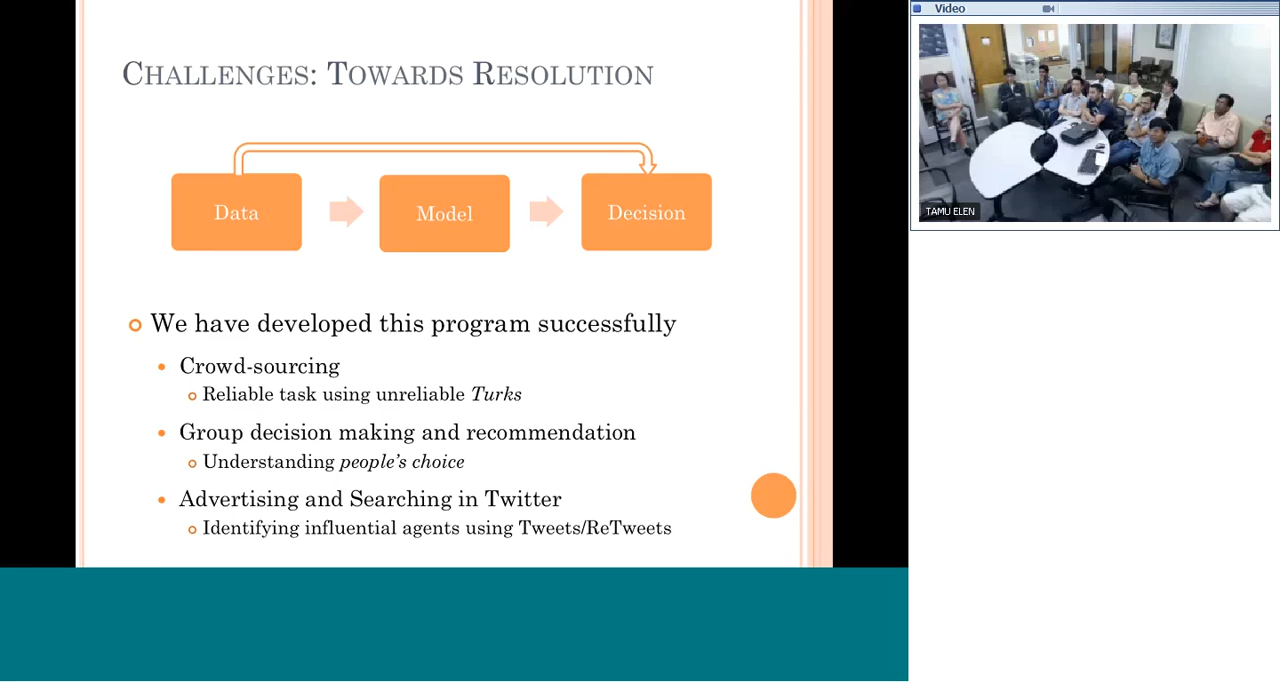 Video
CHALLENGES: TOWARDS RESOLUTION
Data
Model
Decision
TAMU ELEN
We have developed this program successfully
Crowd-sourcing
Reliable task using unreliable Turks
Group decision making and recommendation
Understanding people's choice
Advertising and Searching in Twitter
Identifying influential agents using Tweets/ReTweets